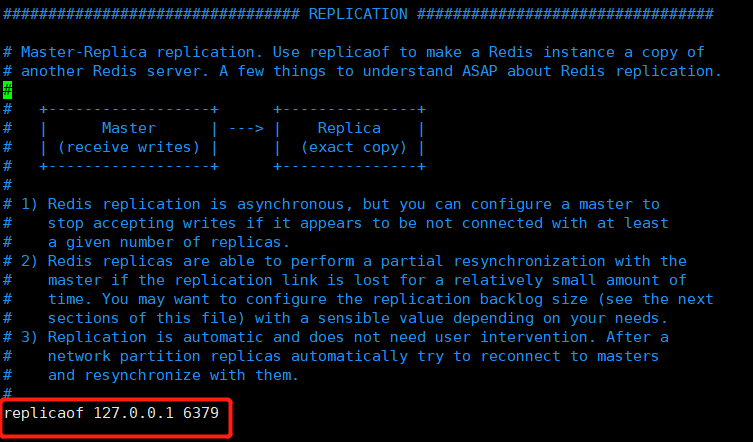 ################################# REPLICATION #################################
# Master-Replica replication. Use replicaof to make a Redis instance a copy of
# another Redis server. A few things to understand ASAP about Redis replication.
#
#   +------------------+      +---------------+
#   |      Master      | ---> |    Replica    |
#   | (receive writes) |      |  (exact copy) |
#   +------------------+      +---------------+
#
# 1) Redis replication is asynchronous, but you can configure a master to
#    stop accepting writes if it appears to be not connected with at least
#    a given number of replicas.
# 2) Redis replicas are able to perform a partial resynchronization with the
#    master if the replication link is lost for a relatively small amount of
#    time. You may want to configure the replication backlog size (see the next
#    sections of this file) with a sensible value depending on your needs.
# 3) Replication is automatic and does not need user intervention. After a
#    network partition replicas automatically try to reconnect to masters
#    and resynchronize with them.
#
replicaof 127.0.0.1 6379